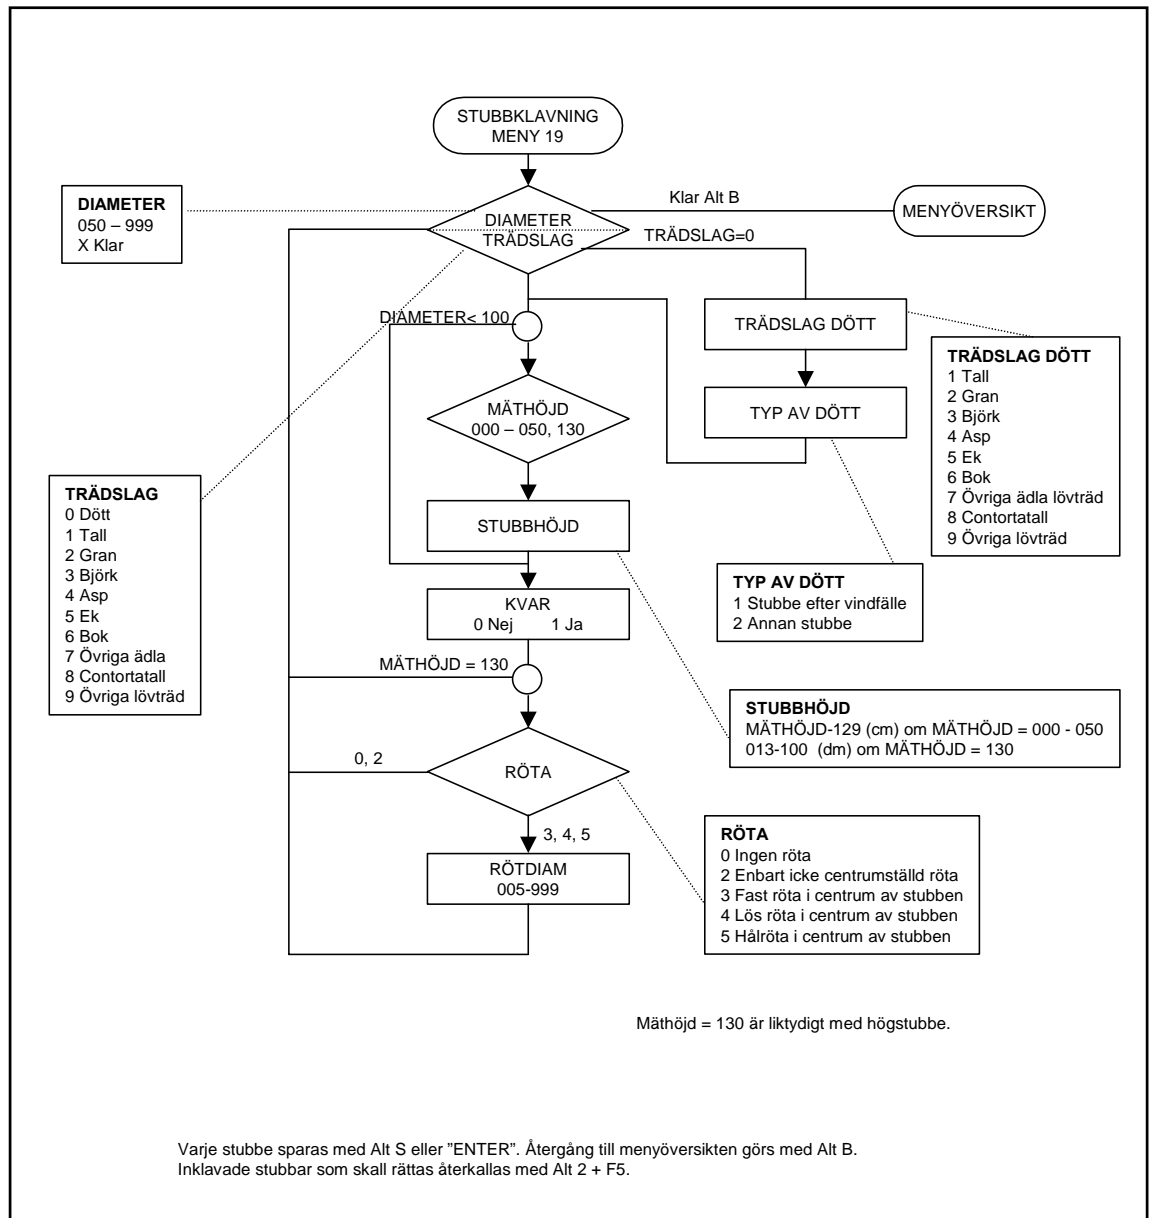 STUBBKLAVNING
MENY 19
DIAMETER
050 – 999
X Klar
DIAMETER
TRÄDSLAG
Klar Alt B
MENYÖVERSIKT
TRÄDSLAG=0
DIAMETER< 100
TRÄDSLAG DÖTT
TRÄDSLAG DÖTT
1 Tall
2 Gran
3 Björk
4 Asp
5 Ek
6 Bok
7 Övriga ädla lövträd
8 Contortatall
9 Övriga lövträd
MÄTHÖJD
000 – 050, 130
TYP AV DÖTT
TRÄDSLAG
0 Dött
1 Tall
2 Gran
3 Björk
4 Asp
5 Ek
6 Bok
7 Övriga ädla
8 Contortatall
9 Övriga lövträd
STUBBHÖJD
TYP AV DÖTT
1 Stubbe efter vindfälle
2 Annan stubbe
KVAR
0 Nej 1 Ja
MÄTHÖJD = 130
STUBBHÖJD
MÄTHÖJD-129 (cm) om MÄTHÖJD = 000 - 050
013-100 (dm) om MÄTHÖJD = 130
0, 2
RÖTA
3, 4, 5
RÖTA
0 Ingen röta
2 Enbart icke centrumställd röta
3 Fast röta i centrum av stubben
4 Lös röta i centrum av stubben
5 Hålröta i centrum av stubben
RÖTDIAM
005-999
Mäthöjd = 130 är liktydigt med högstubbe.
Varje stubbe sparas med Alt S eller ”ENTER”. Återgång till menyöversikten görs med Alt B.
Inklavade stubbar som skall rättas återkallas med Alt 2 + F5.